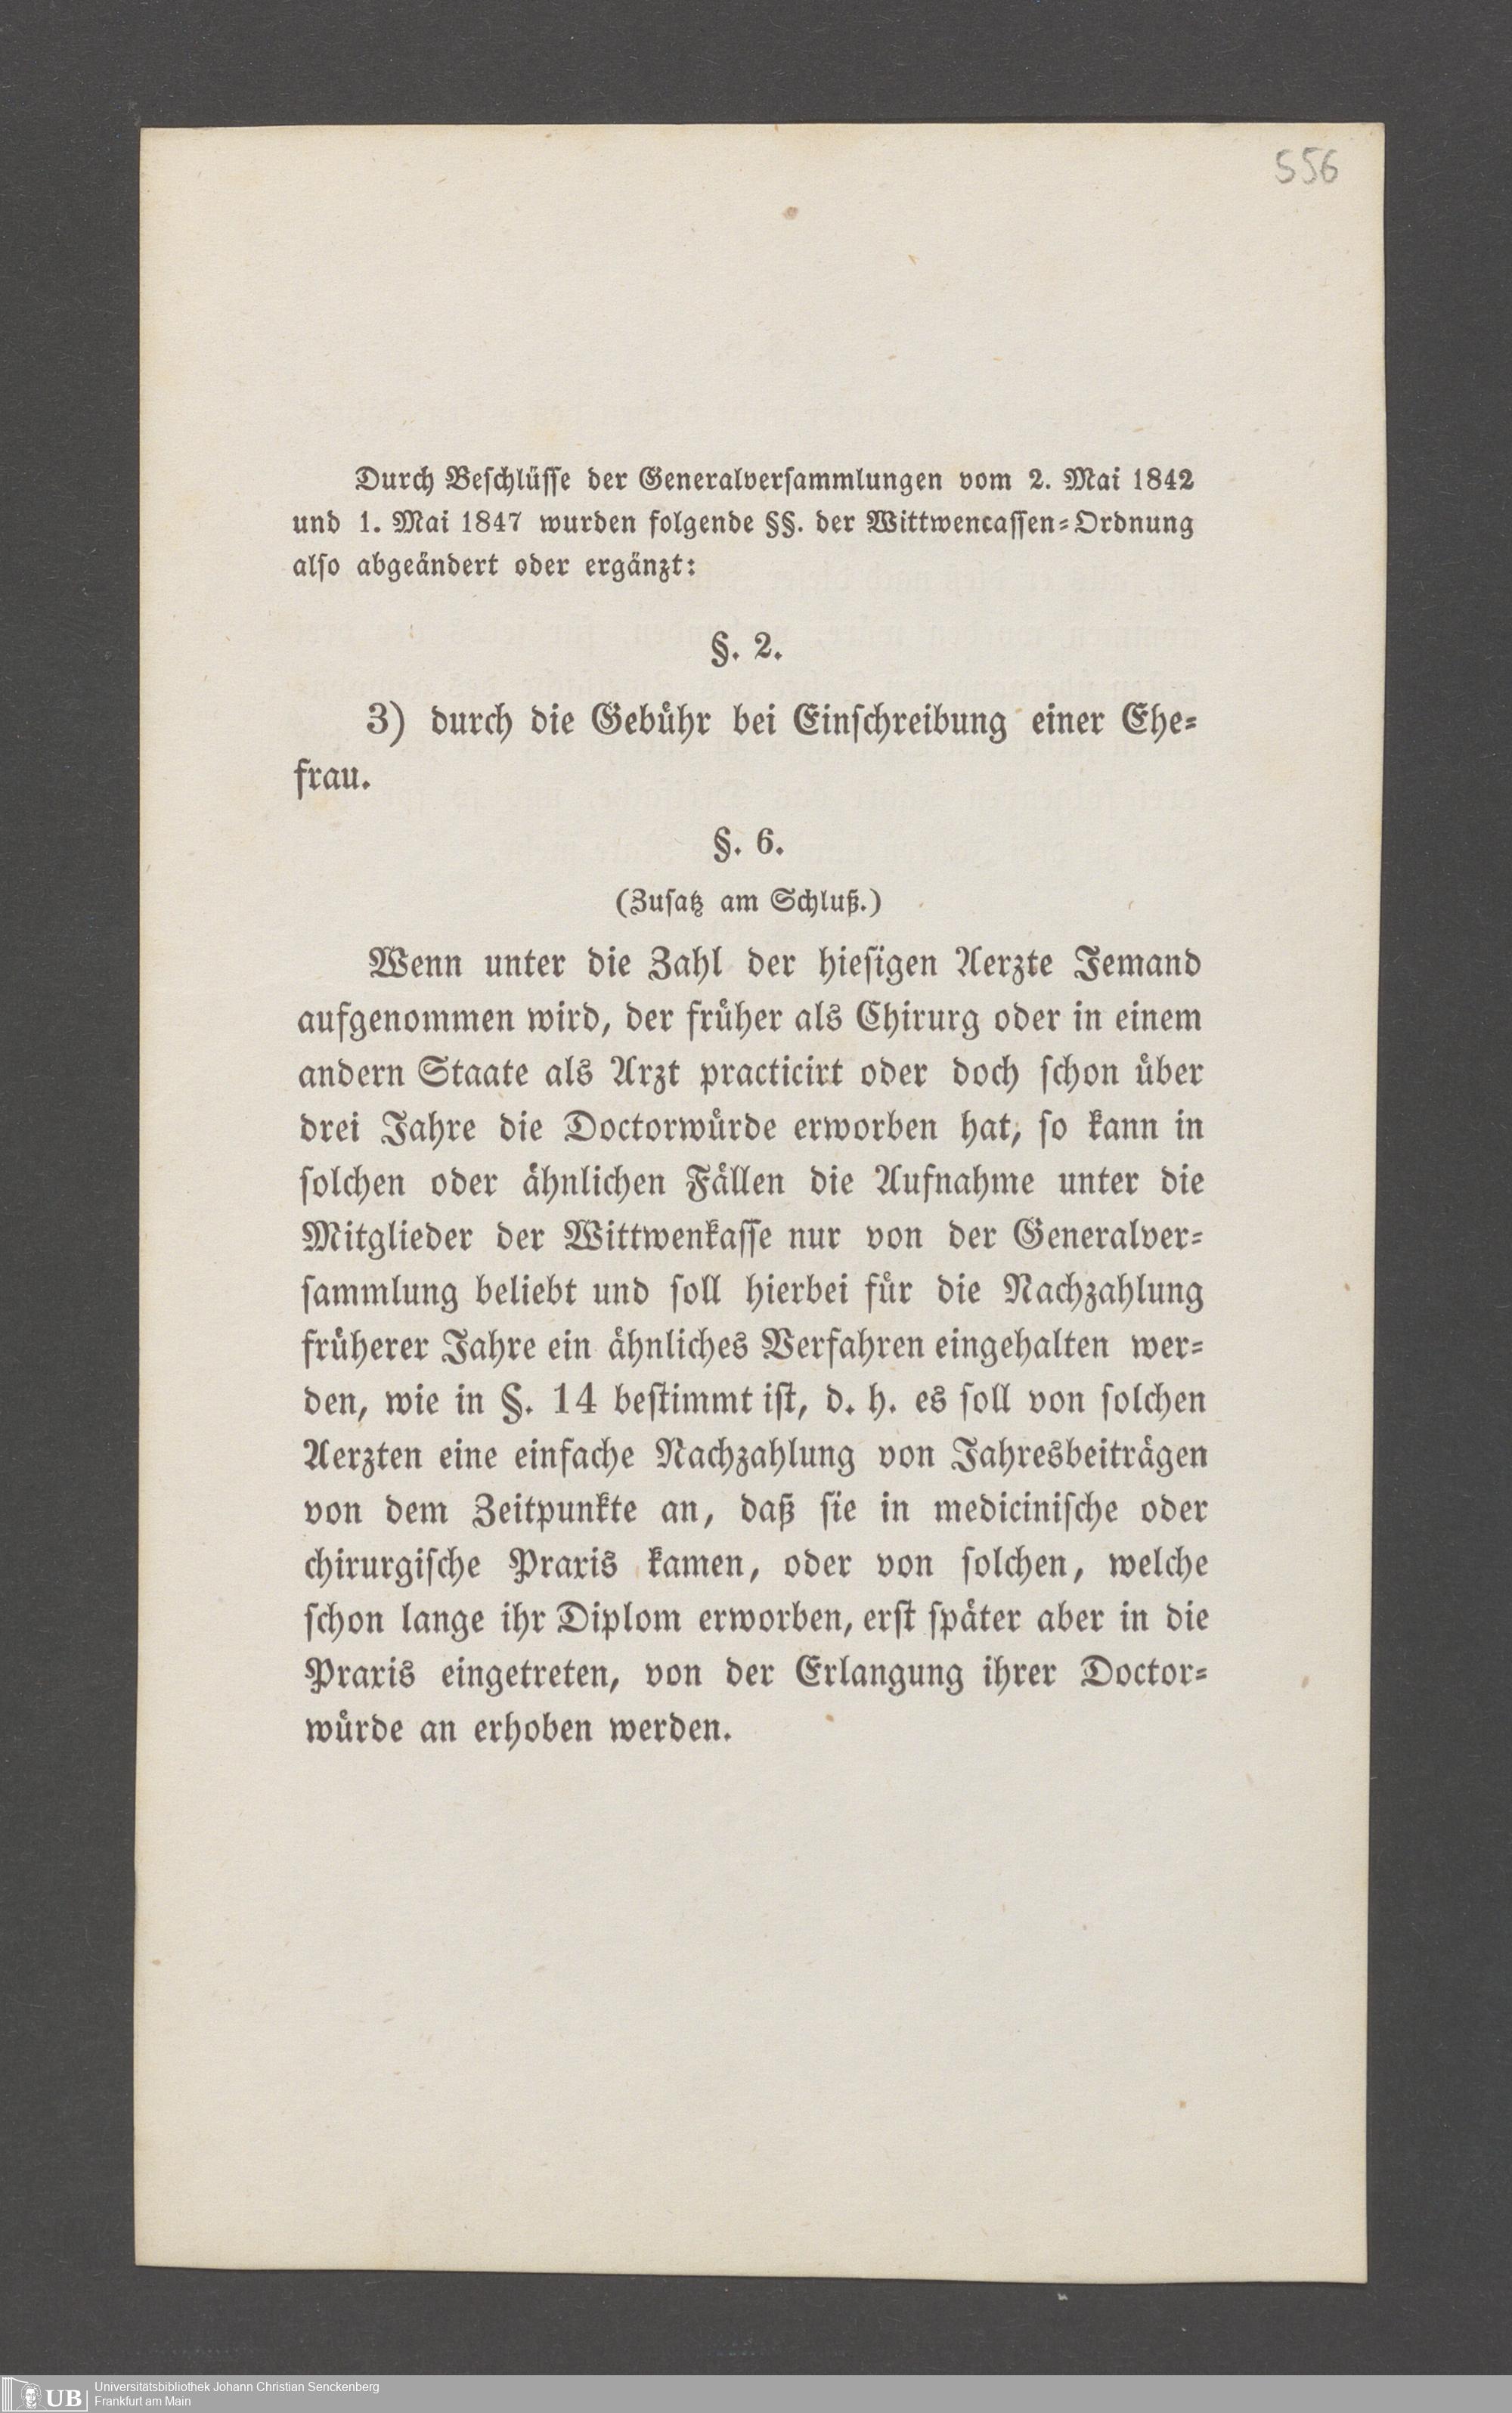 556
Durch Beschlüsse der Generalversammlungen vom 2. Mai 1842
und 1. Mai 1847 wurden folgende §§. der Wittwencassen-Ordnung
also abgeändert oder ergänzt:
§. 2.
3) durch die Gebühr bei Einschreibung einer Ehe-
frau.
§. 6.
(Zusatz am Schluß.)
Wenn unter die Zahl der hiesigen Aerzte Jemand
aufgenommen wird, der früher als Chirurg oder in einem
andern Staate als Arzt practicirt oder doch schon über
drei Jahre die Doctorwürde erworben hat, so kann in
solchen oder ähnlichen Fällen die Aufnahme unter die
Mitglieder der Wittwenkasse nur von der Generalver-
sammlung beliebt und soll hierbei für die Nachzahlung
früherer Jahre ein ähnliches Verfahren eingehalten wer-
den, wie in §. 14 bestimmt ist, d. h. es soll von solchen
Aerzten eine einfache Nachzahlung von Jahresbeiträgen
von dem Zeitpunkte an, daß sie in medicinische oder
chirurgische Praxis kamen, oder von solchen, welche
schon lange ihr Diplom erworben, erst später aber in die
Praxis eingetreten, von der Erlangung ihrer Doctor-
würde an erhoben werden.
UB
Universitätsbibliothek Johann Christian Senckenberg
Frankfurt am Main